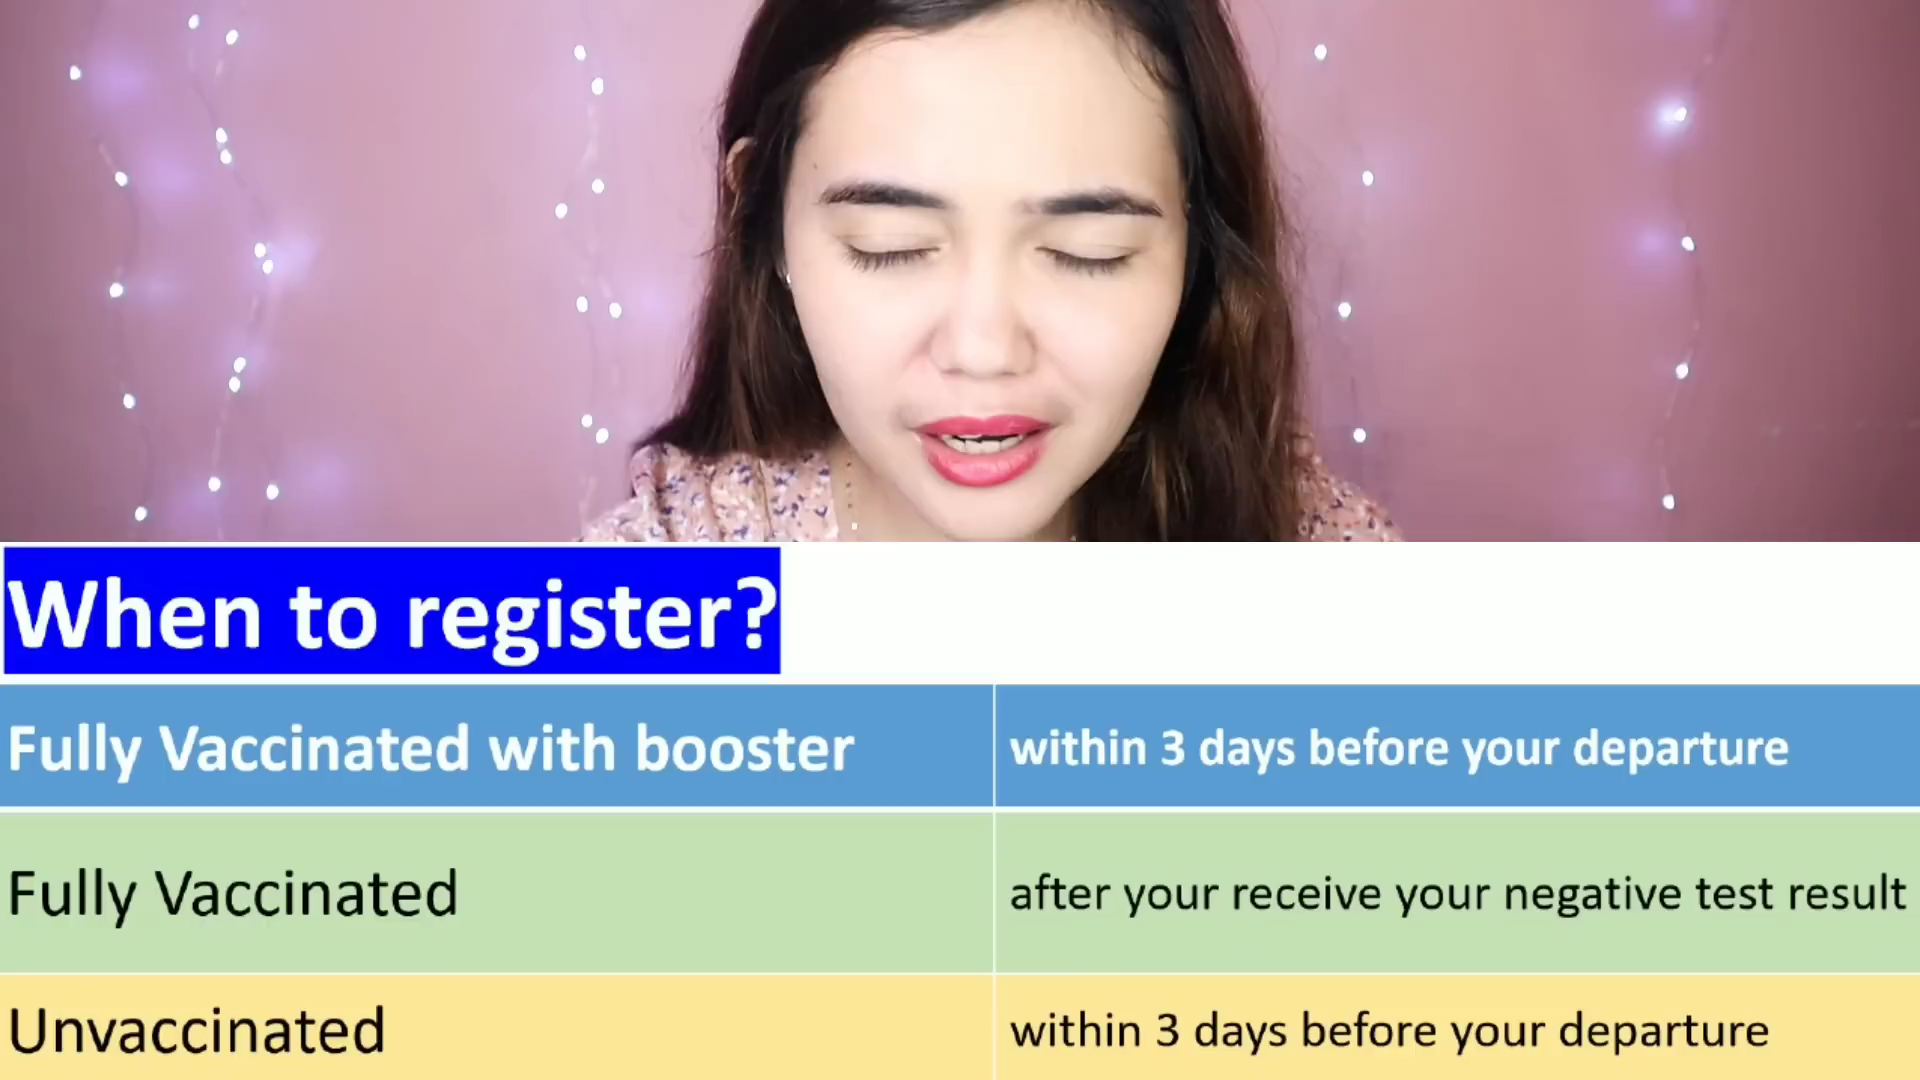 When to register?
Fully Vaccinated with booster
within 3 days before your departure
Fully Vaccinated
after your receive your negative test result
Unvaccinated
within 3 days before your departure